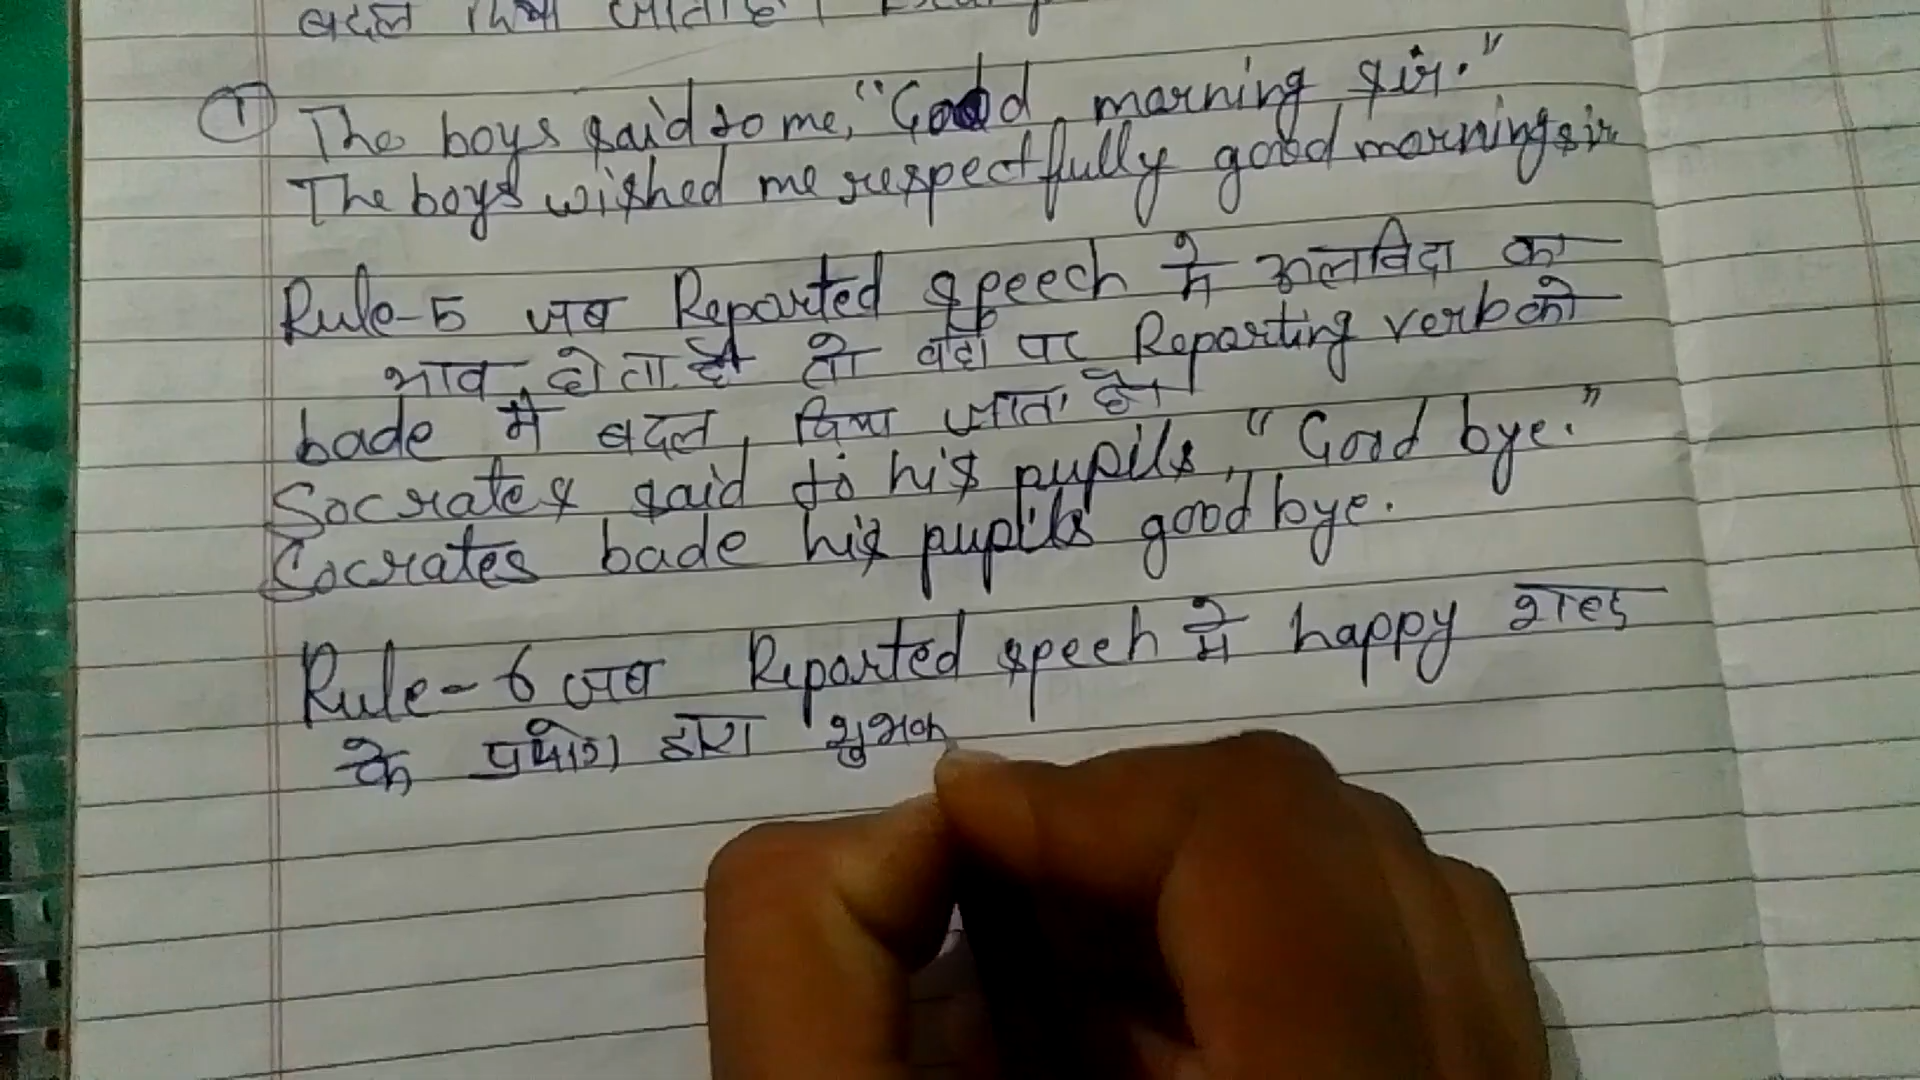 बदल दिया जाता है।
① The boys said to me, "Good morning sir."
The boys wished me respectfully good morning sir
Rule-5 जब Reported speech में अलविदा का
भाव होता है तो वहां पर Reporting verb को
bade में बदल दिया जाता है।
Socrates said to his pupils, "Good bye."
Socrates bade his pupils good bye.
Rule-6 जब Reported speeh में happy शब्द
के प्रयोग द्वारा शुभक